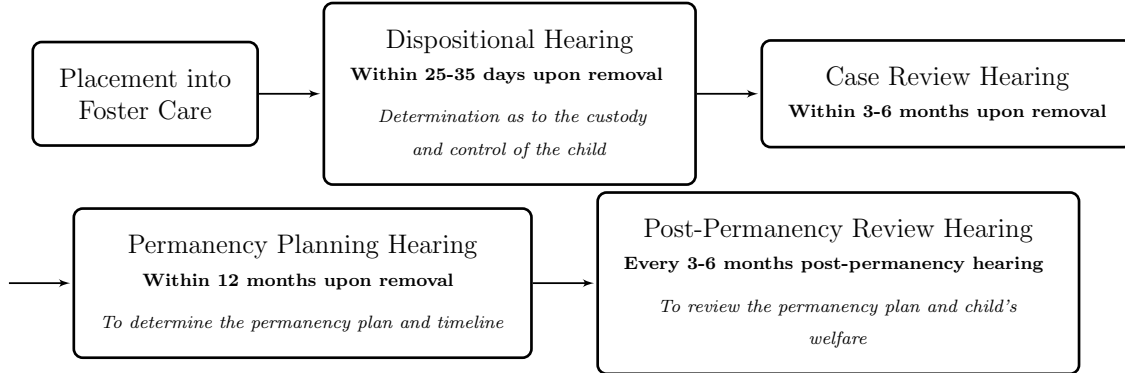 Placement into
Foster Care
Dispositional Hearing
Within 25-35 days upon removal
Determination as to the custody
and control of the child
Case Review Hearing
Within 3-6 months upon removal
Permanency Planning Hearing
Within 12 months upon removal
To determine the permanency plan and timeline
Post-Permanency Review Hearing
Every 3-6 months post-permanency hearing
To review the permanency plan and child's
welfare